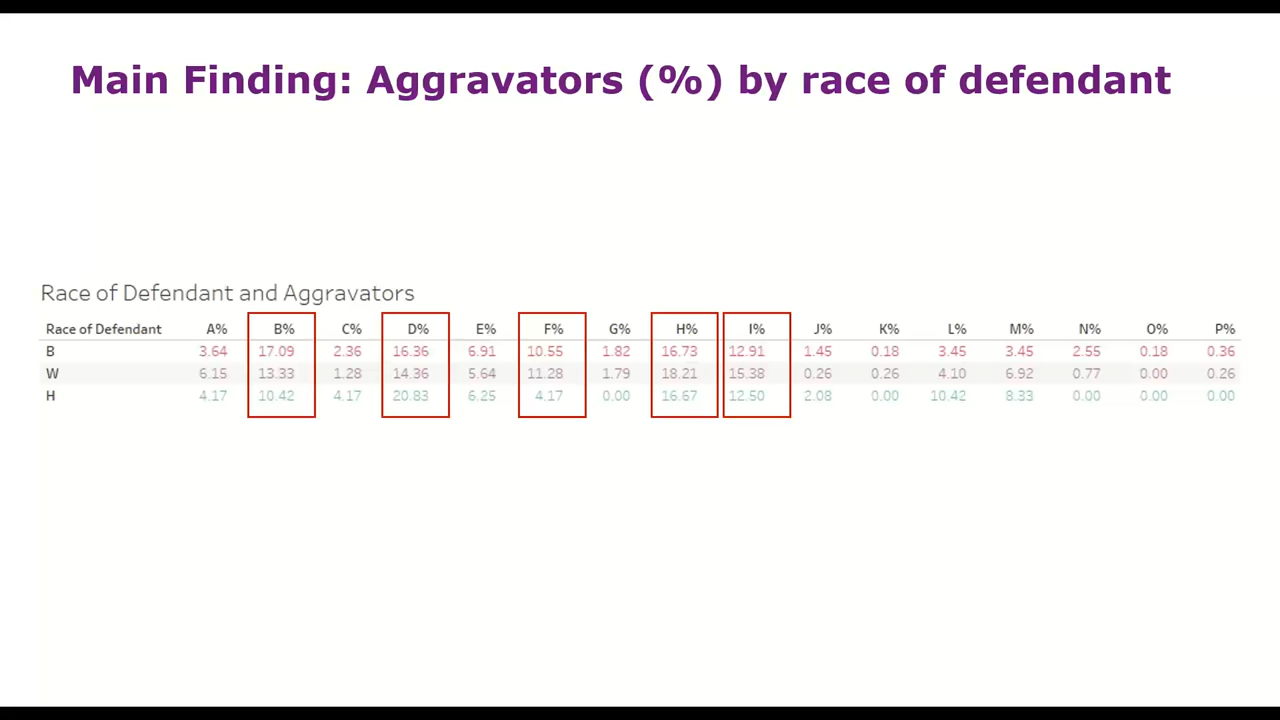 Main Finding: Aggravators (%) by race of defendant
Race of Defendant and Aggravators
Race of Defendant A% B% C% D% E% F% G% H% I% J% K% L% M% N% O% P%
B 3.64 17.09 2.36 16.36 6.91 10.55 1.82 16.73 12.91 1.45 0.18 3.45 3.45 2.55 0.18 0.36
W 6.15 13.33 1.28 14.36 5.64 11.28 1.79 18.21 15.38 0.26 0.26 4.10 6.92 0.77 0.00 0.26
H 4.17 10.42 4.17 20.83 6.25 4.17 0.00 16.67 12.50 2.08 0.00 10.42 8.33 0.00 0.00 0.00